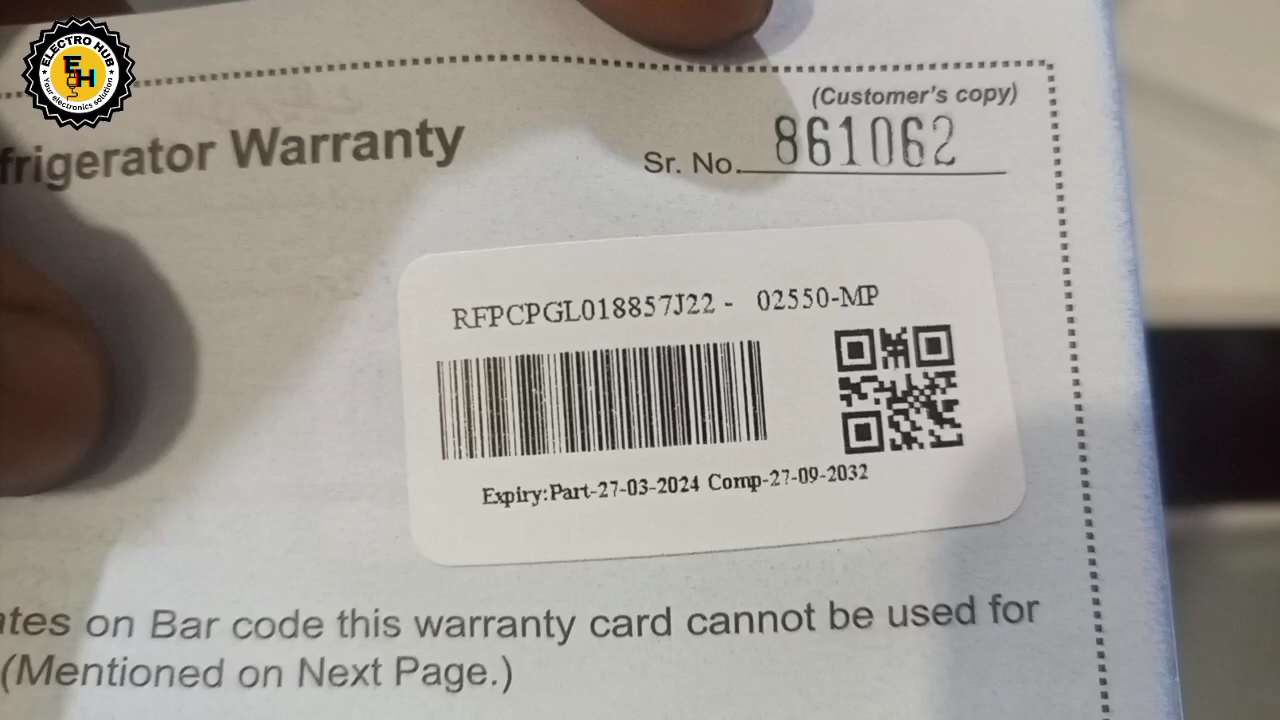 ELECTRO HUB
EH
Your electronics solution
(Customer's copy)
frigerator Warranty
Sr. No. 861062
RFPCPGL018857J22 - 02550-MP
Expiry:Part-27-03-2024 Comp-27-09-2032
ates on Bar code this warranty card cannot be used for
(Mentioned on Next Page.)